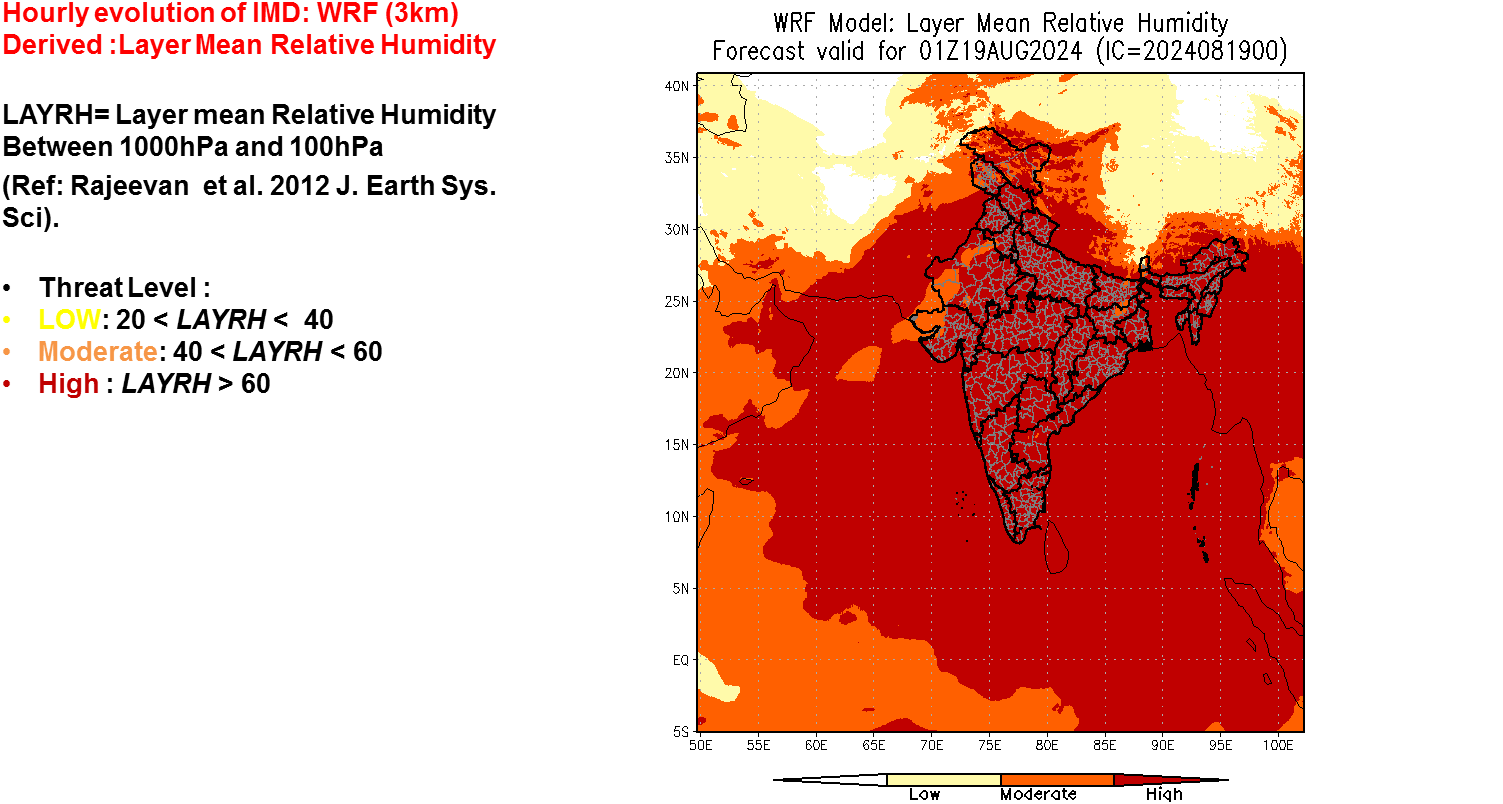 Hourly evolution of IMD: WRF (3km)
Derived :Layer Mean Relative Humidity
LAYRH= Layer mean Relative Humidity
Between 1000hPa and 100hPa
(Ref: Rajeevan et al. 2012 J. Earth Sys.
Sci).
• Threat Level :
• LOW: 20 < LAYRH < 40
• Moderate: 40 < LAYRH < 60
• High : LAYRH > 60
WRF Model: Layer Mean Relative Humidity
Forecast valid for 01Z19AUG2024 (IC=2024081900)
40N
35N
30N
25N
20N
15N
10N
5N
EQ
5S
50E 55E 60E 65E 70E 75E 80E 85E 90E 95E 100E
Low Moderate High